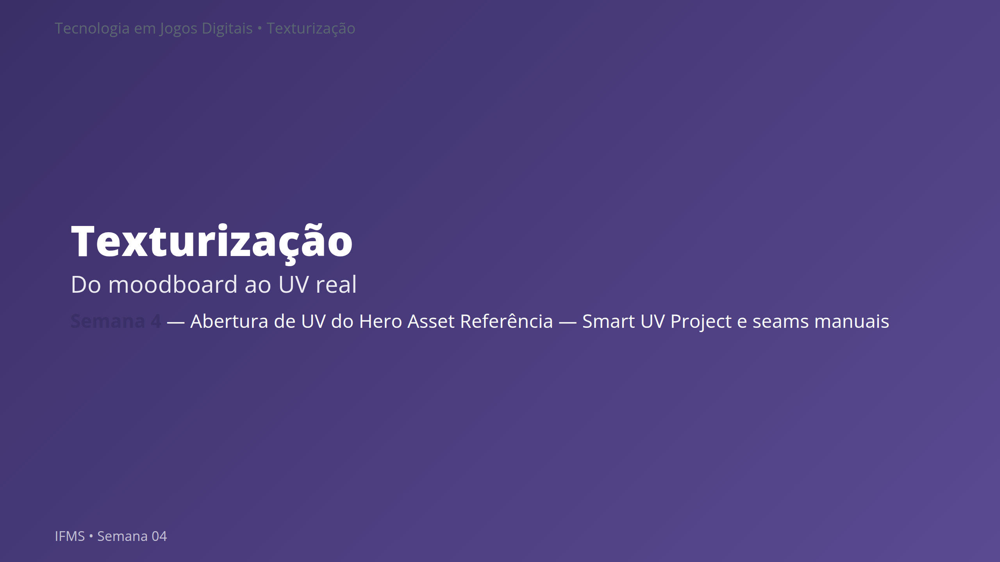 Tecnologia em Jogos Digitais • Texturização
Texturização
Do moodboard ao UV real
Semana 4 — Abertura de UV do Hero Asset Referência — Smart UV Project e seams manuais
IFMS • Semana 04